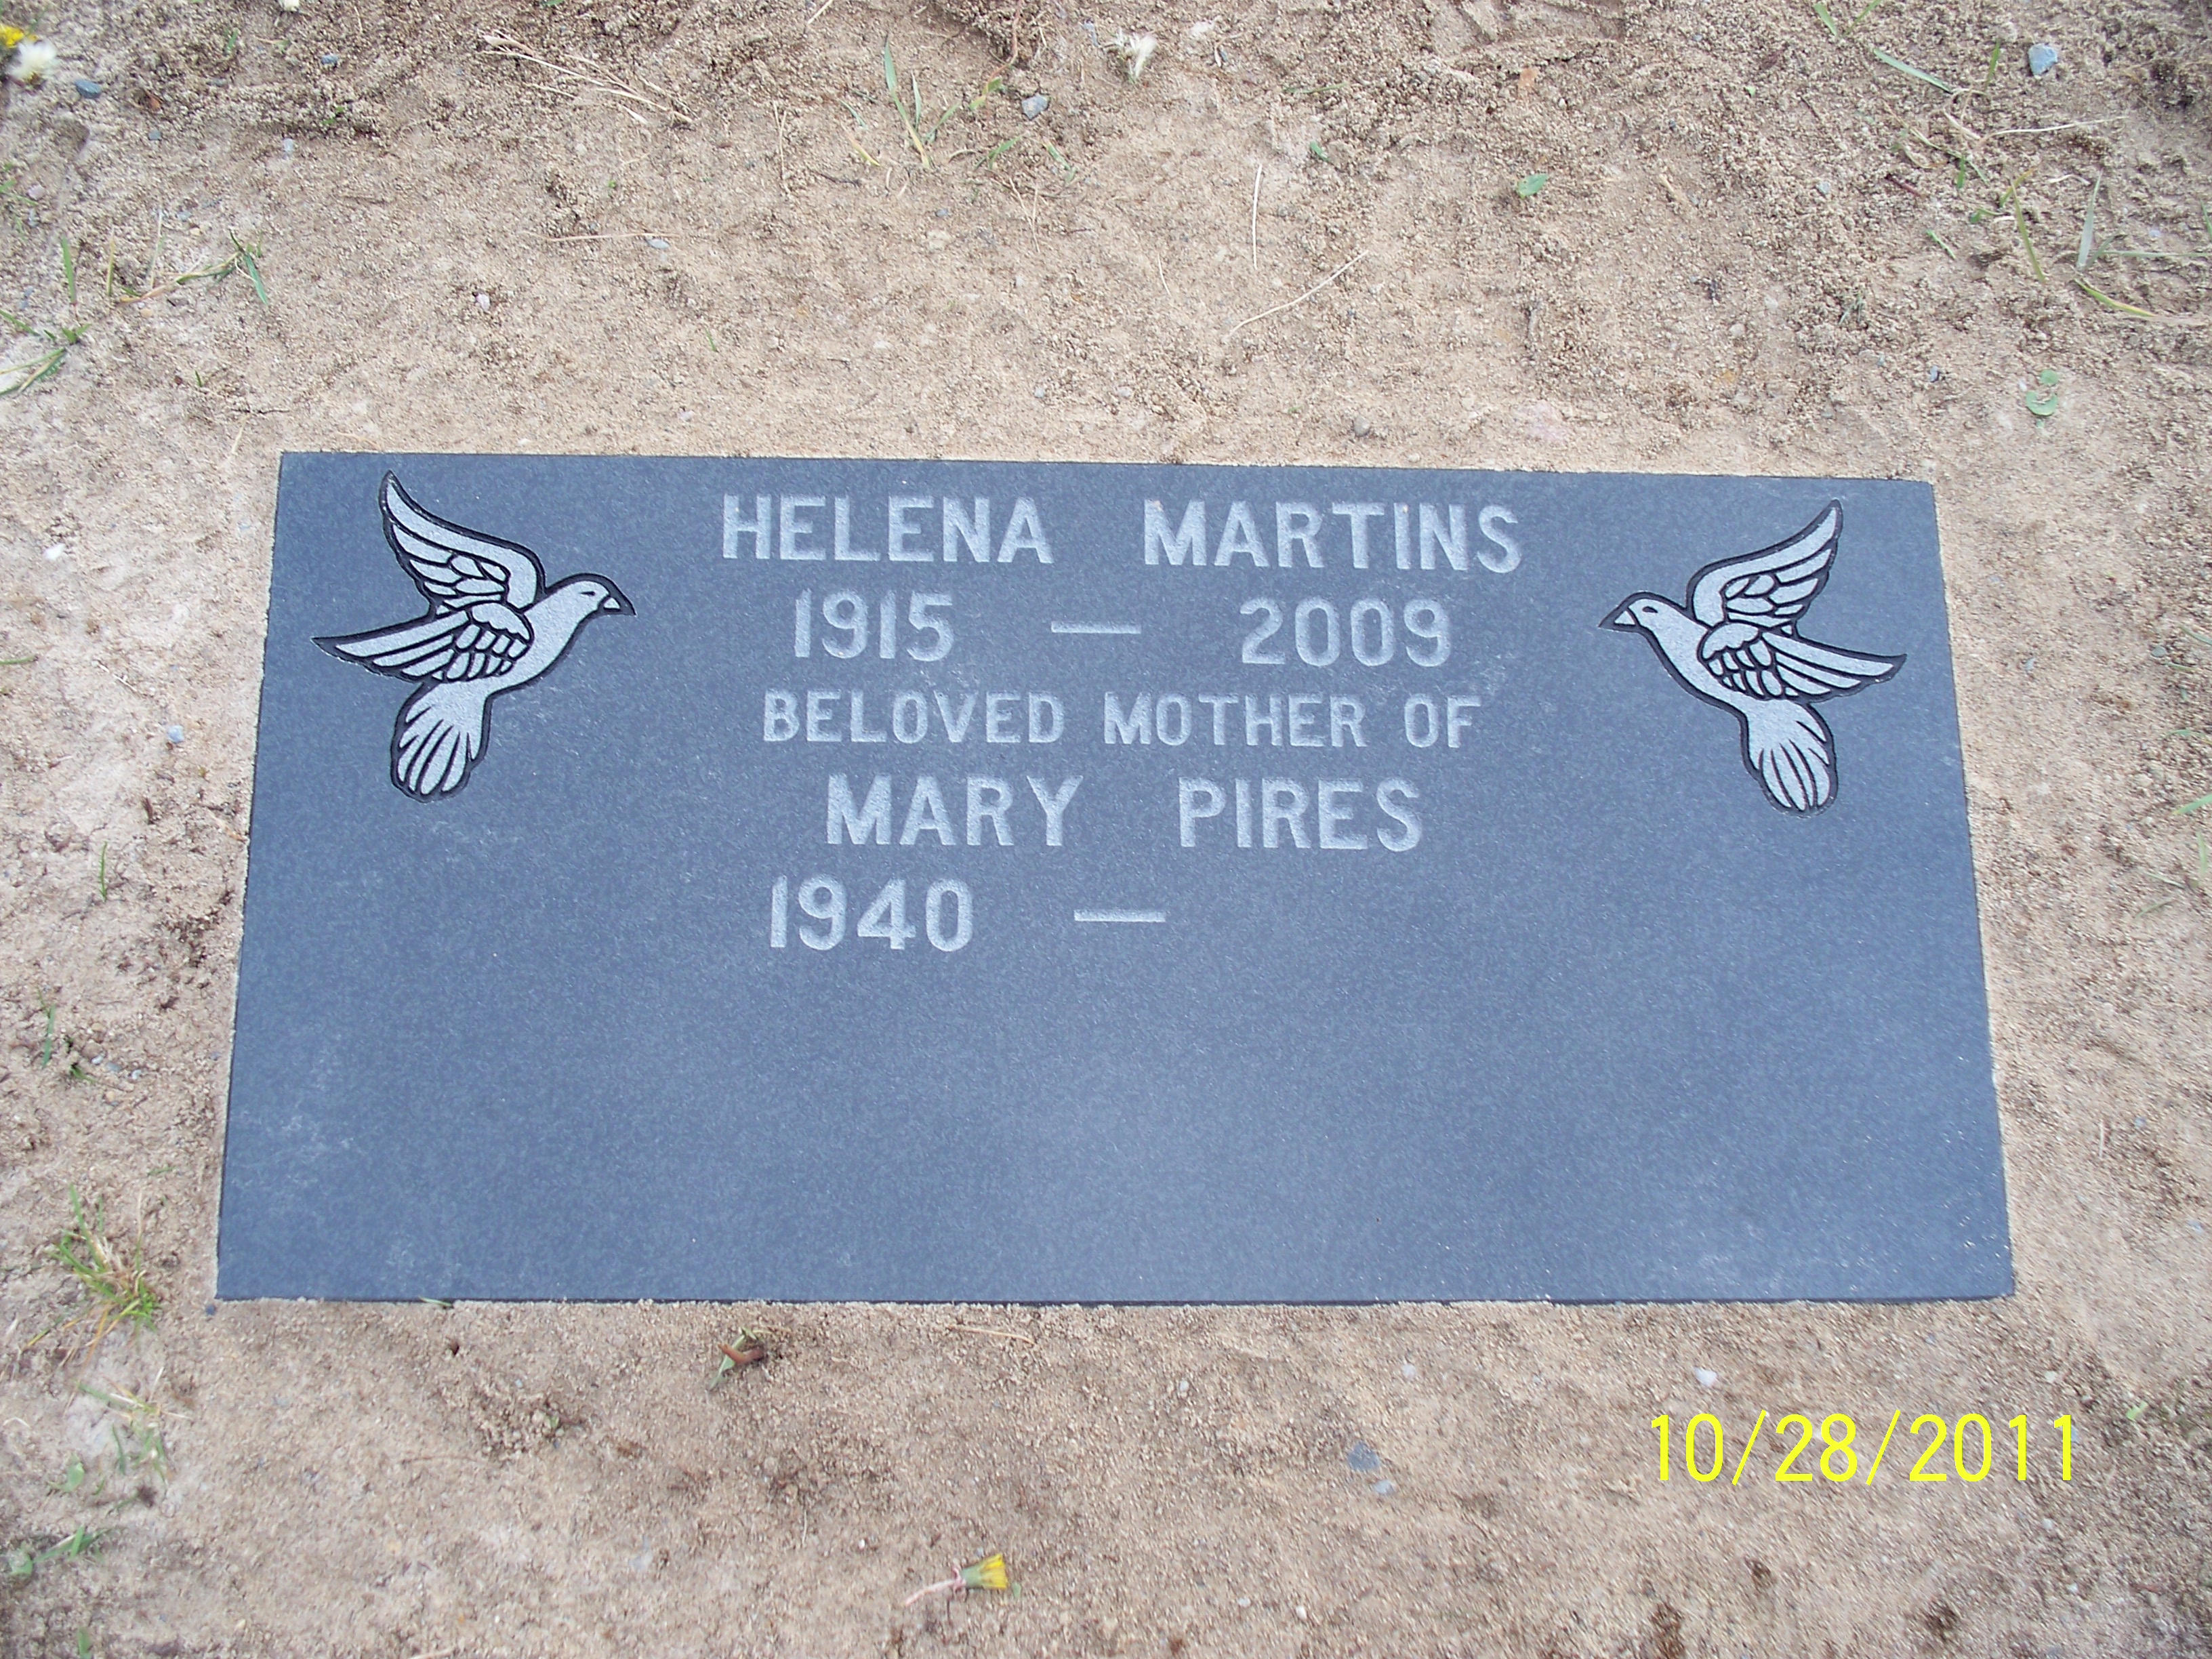 HELENA MARTINS
1915 — 2009
BELOVED MOTHER OF
MARY PIRES
1940 —
10/28/2011